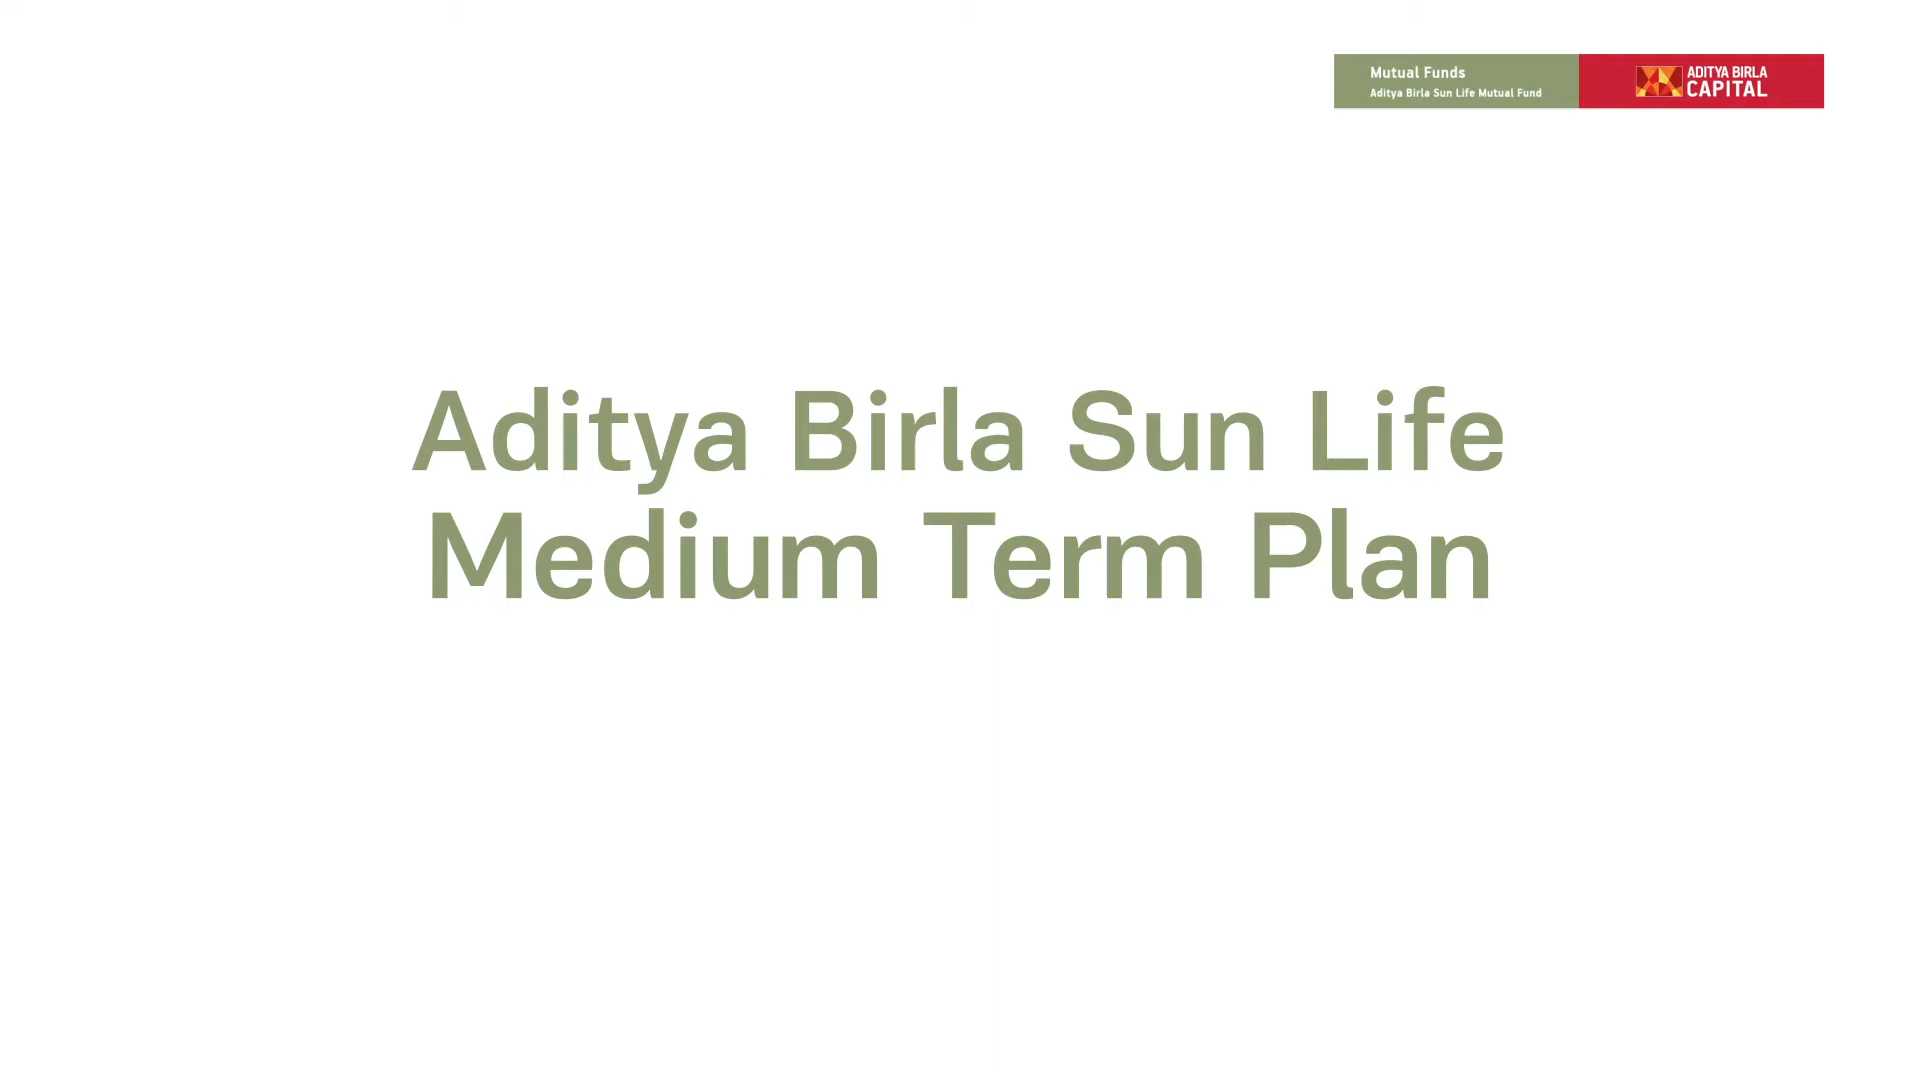 Mutual Funds
Aditya Birla Sun Life Mutual Fund
ADITYA BIRLA
CAPITAL
Aditya Birla Sun Life
Medium Term Plan